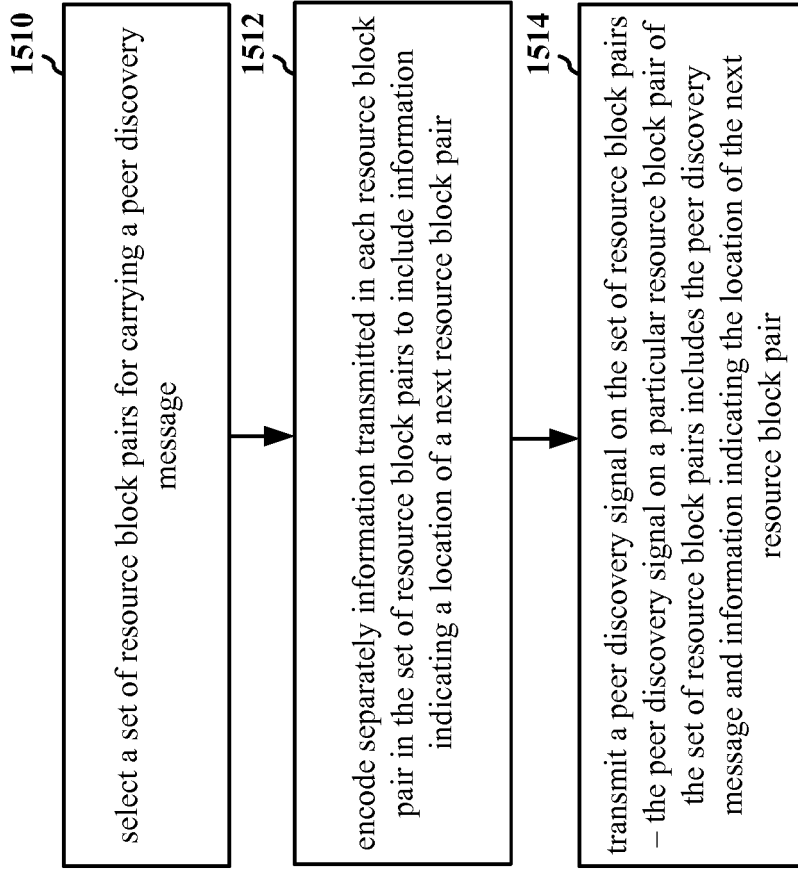 1510
select a set of resource block pairs for carrying a peer discovery
message
1512
encode separately information transmitted in each resource block
pair in the set of resource block pairs to include information
indicating a location of a next resource block pair
1514
transmit a peer discovery signal on the set of resource block pairs
– the peer discovery signal on a particular resource block pair of
the set of resource block pairs includes the peer discovery
message and information indicating the location of the next
resource block pair